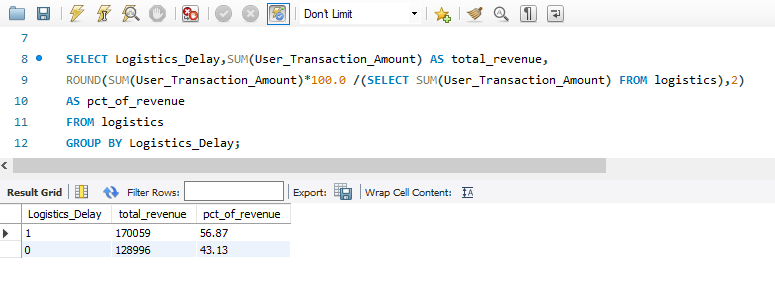 Don't Limit
7
8 SELECT Logistics_Delay,SUM(User_Transaction_Amount) AS total_revenue,
9 ROUND(SUM(User_Transaction_Amount)*100.0 /(SELECT SUM(User_Transaction_Amount) FROM logistics),2)
10 AS pct_of_revenue
11 FROM logistics
12 GROUP BY Logistics_Delay;
Result Grid Filter Rows: Export: Wrap Cell Content:
Logistics_Delay total_revenue pct_of_revenue
1 170059 56.87
0 128996 43.13